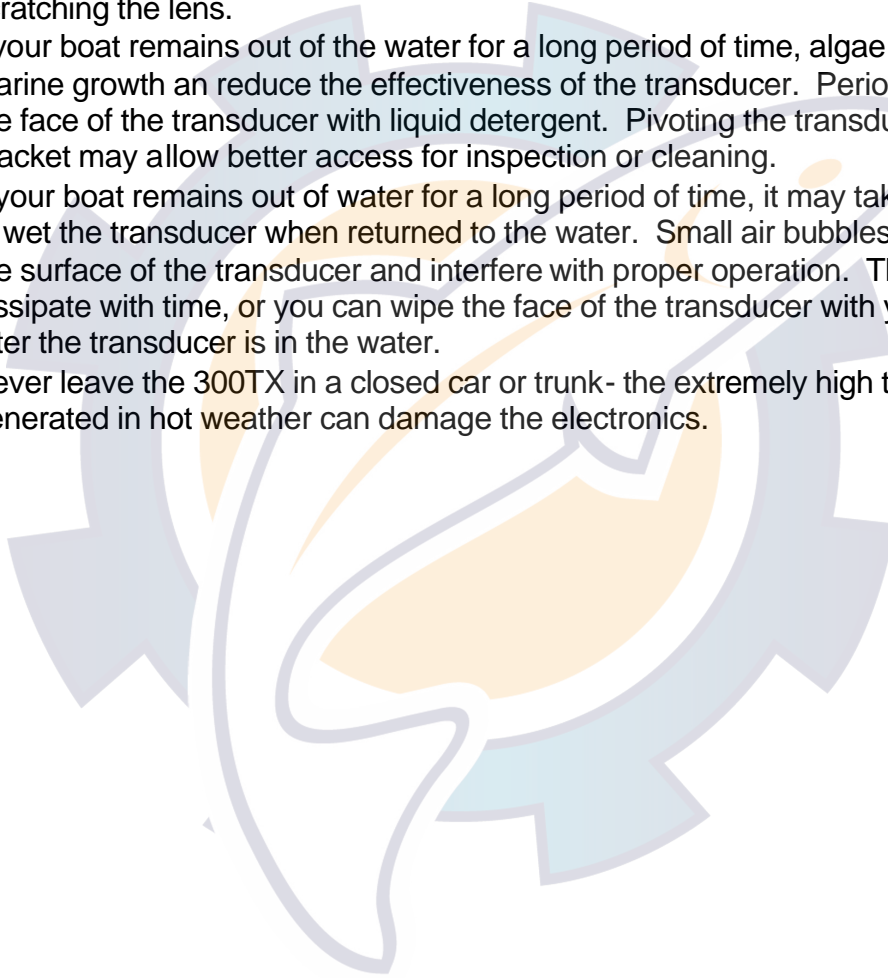 ratching the lens.
your boat remains out of the water for a long period of time, algae
arine growth an reduce the effectiveness of the transducer. Perio
e face of the transducer with liquid detergent. Pivoting the transdu
acket may allow better access for inspection or cleaning.
your boat remains out of water for a long period of time, it may tak
wet the transducer when returned to the water. Small air bubbles
e surface of the transducer and interfere with proper operation. Th
ssipate with time, or you can wipe the face of the transducer with y
ter the transducer is in the water.
ever leave the 300TX in a closed car or trunk- the extremely high t
enerated in hot weather can damage the electronics.